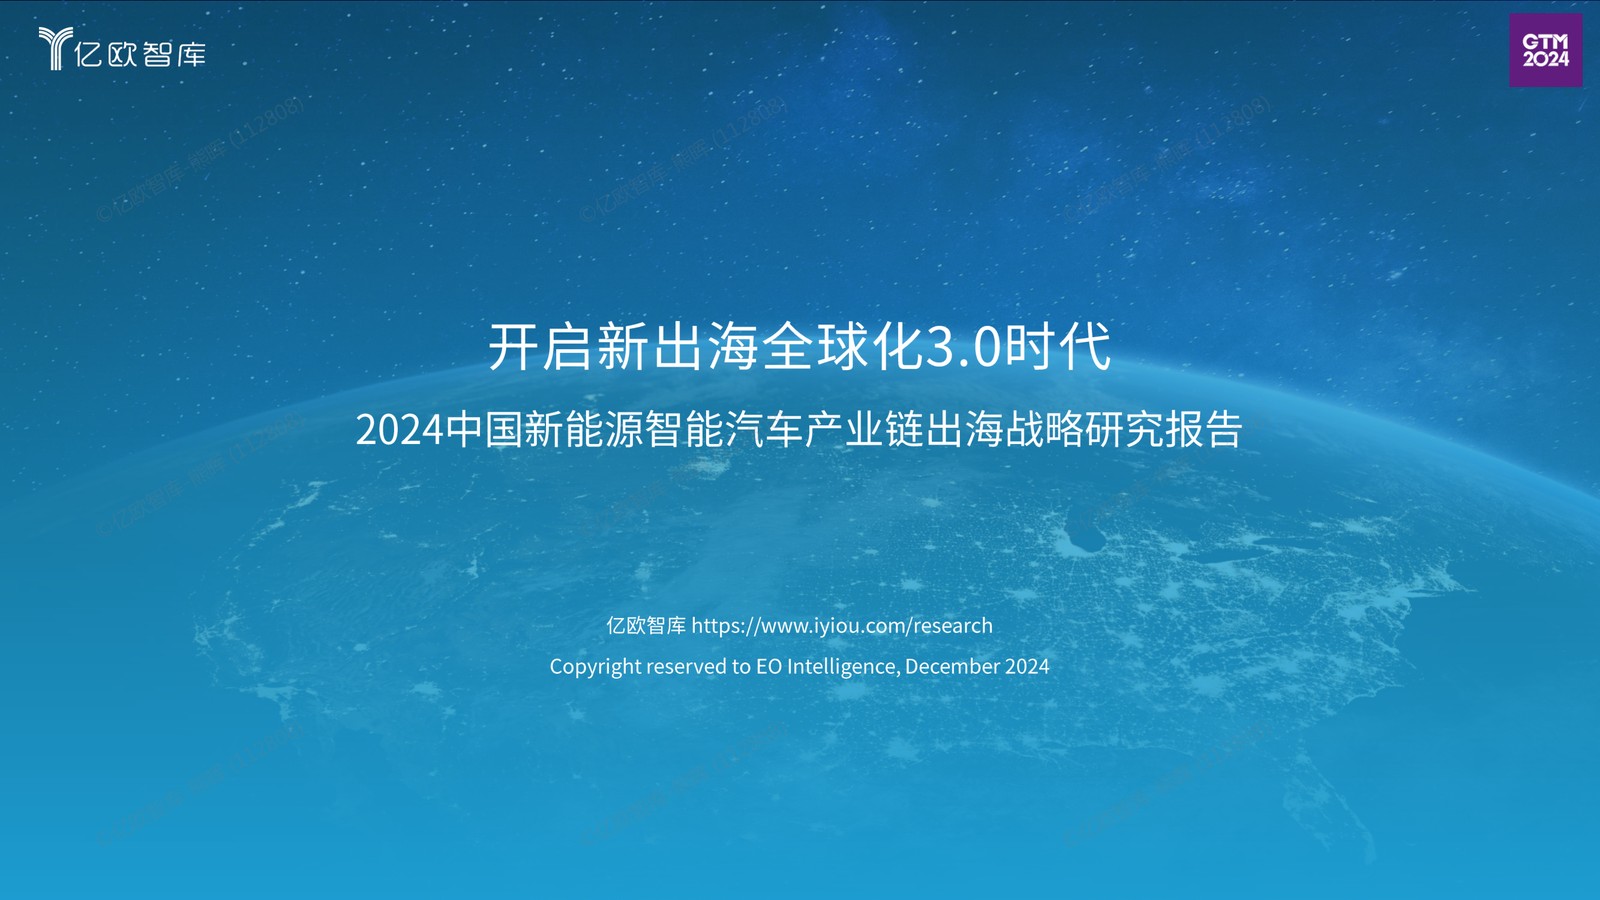 亿欧智库
GTM
2024
开启新出海全球化3.0时代
2024中国新能源智能汽车产业链出海战略研究报告
亿欧智库 https://www.iyiou.com/research
Copyright reserved to EO Intelligence, December 2024